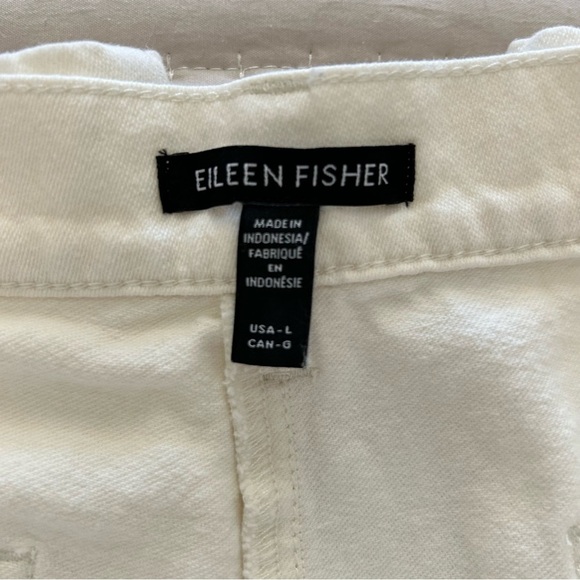 EILEEN FISHER
MADE IN
INDONESIA/
FABRIQUÉ
EN
INDONÉSIE
USA-L
CAN-G